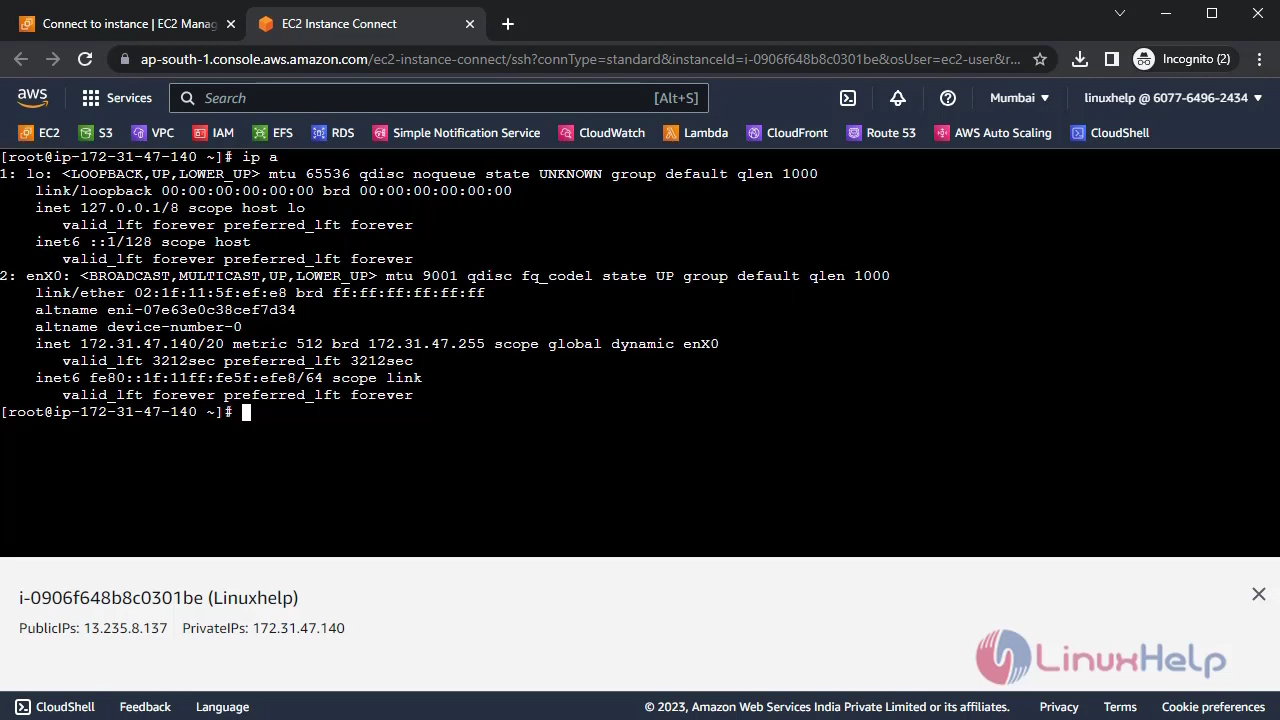 Connect to instance | EC2 Manag
EC2 Instance Connect
ap-south-1.console.aws.amazon.com/ec2-instance-connect/ssh?connType=standard&instanceId=i-0906f648b8c0301be&osUser=ec2-user&r...
Incognito (2)
aws
Services
Search
[Alt+S]
Mumbai
linuxhelp @ 6077-6496-2434
EC2 S3 VPC IAM EFS RDS Simple Notification Service CloudWatch Lambda CloudFront Route 53 AWS Auto Scaling CloudShell
[root@ip-172-31-47-140 ~]# ip a
1: lo: <LOOPBACK,UP,LOWER_UP> mtu 65536 qdisc noqueue state UNKNOWN group default qlen 1000
    link/loopback 00:00:00:00:00:00 brd 00:00:00:00:00:00
    inet 127.0.0.1/8 scope host lo
       valid_lft forever preferred_lft forever
    inet6 ::1/128 scope host
       valid_lft forever preferred_lft forever
2: enX0: <BROADCAST,MULTICAST,UP,LOWER_UP> mtu 9001 qdisc fq_codel state UP group default qlen 1000
    link/ether 02:1f:11:5f:ef:e8 brd ff:ff:ff:ff:ff:ff
    altname eni-07e63e0c38cef7d34
    altname device-number-0
    inet 172.31.47.140/20 metric 512 brd 172.31.47.255 scope global dynamic enX0
       valid_lft 3212sec preferred_lft 3212sec
    inet6 fe80::1f:11ff:fe5f:efe8/64 scope link
       valid_lft forever preferred_lft forever
[root@ip-172-31-47-140 ~]#
i-0906f648b8c0301be (Linuxhelp)
PublicIPs: 13.235.8.137 PrivateIPs: 172.31.47.140
LinuxHelp
CloudShell Feedback Language © 2023, Amazon Web Services India Private Limited or its affiliates. Privacy Terms Cookie preferences